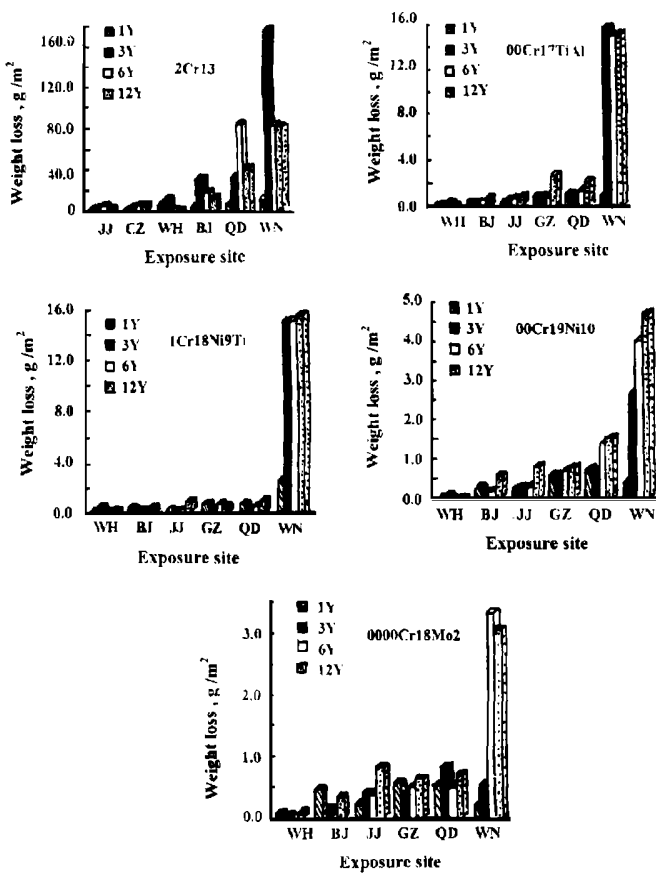 Weight loss , g /m2
160.0
120.0
80.0
40.0
0
1Y
3Y
6Y
12Y
2Cr13
JJ CZ WH BJ QD WN
Exposure site
Weight loss , g /m2
16.0
12.0
8.0
4.0
0.0
1Y
3Y
6Y
12Y
00Cr17TiAl
WH BJ JJ GZ QD WN
Exposure site
Weight loss , g /m2
16.0
12.0
8.0
4.0
0.0
1Y
3Y
6Y
12Y
1Cr18Ni9Ti
WH BJ JJ GZ QD WN
Exposure site
Weight loss , g /m2
5.0
4.0
3.0
2.0
1.0
0.0
1Y
3Y
6Y
12Y
00Cr19Ni10
WH BJ JJ GZ QD WN
Exposure site
Weight loss , g /m2
3.0
2.0
1.0
0.0
1Y
3Y
6Y
12Y
0000Cr18Mo2
WH BJ JJ GZ QD WN
Exposure site